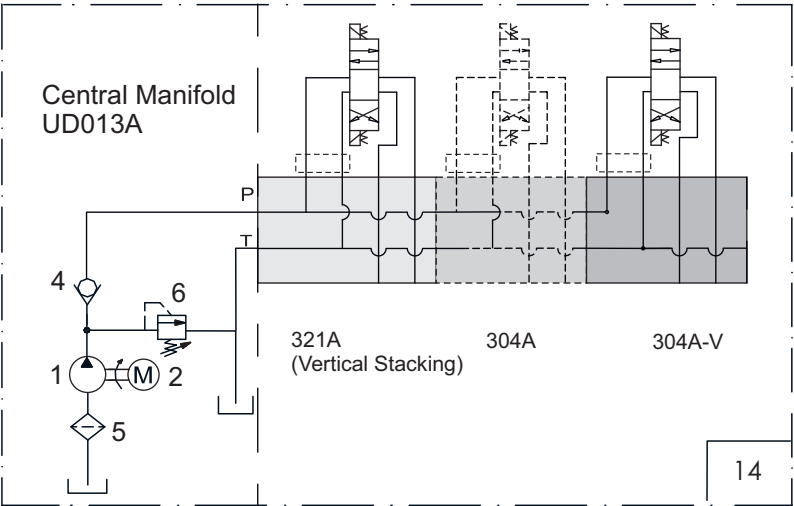 Central Manifold
UD013A
P
T
4
6
1
M
2
5
321A
(Vertical Stacking)
304A
304A-V
14